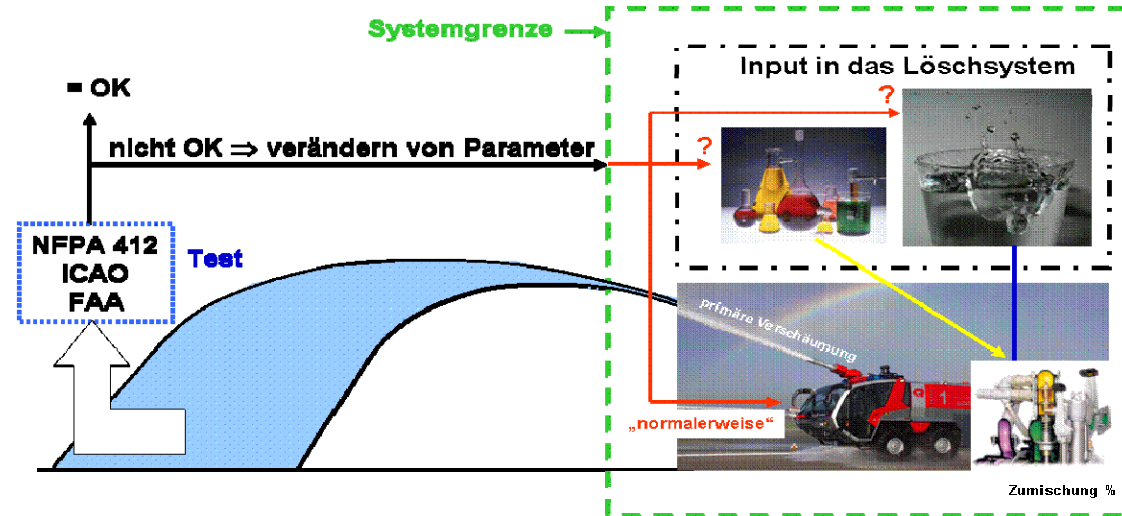 Systemgrenze
Input in das Löschsystem
= OK
?
nicht OK ⇒ verändern von Parameter
?
NFPA 412
ICAO
FAA
Test
primäre Verschäumung
1
„normalerweise“
Zumischung %